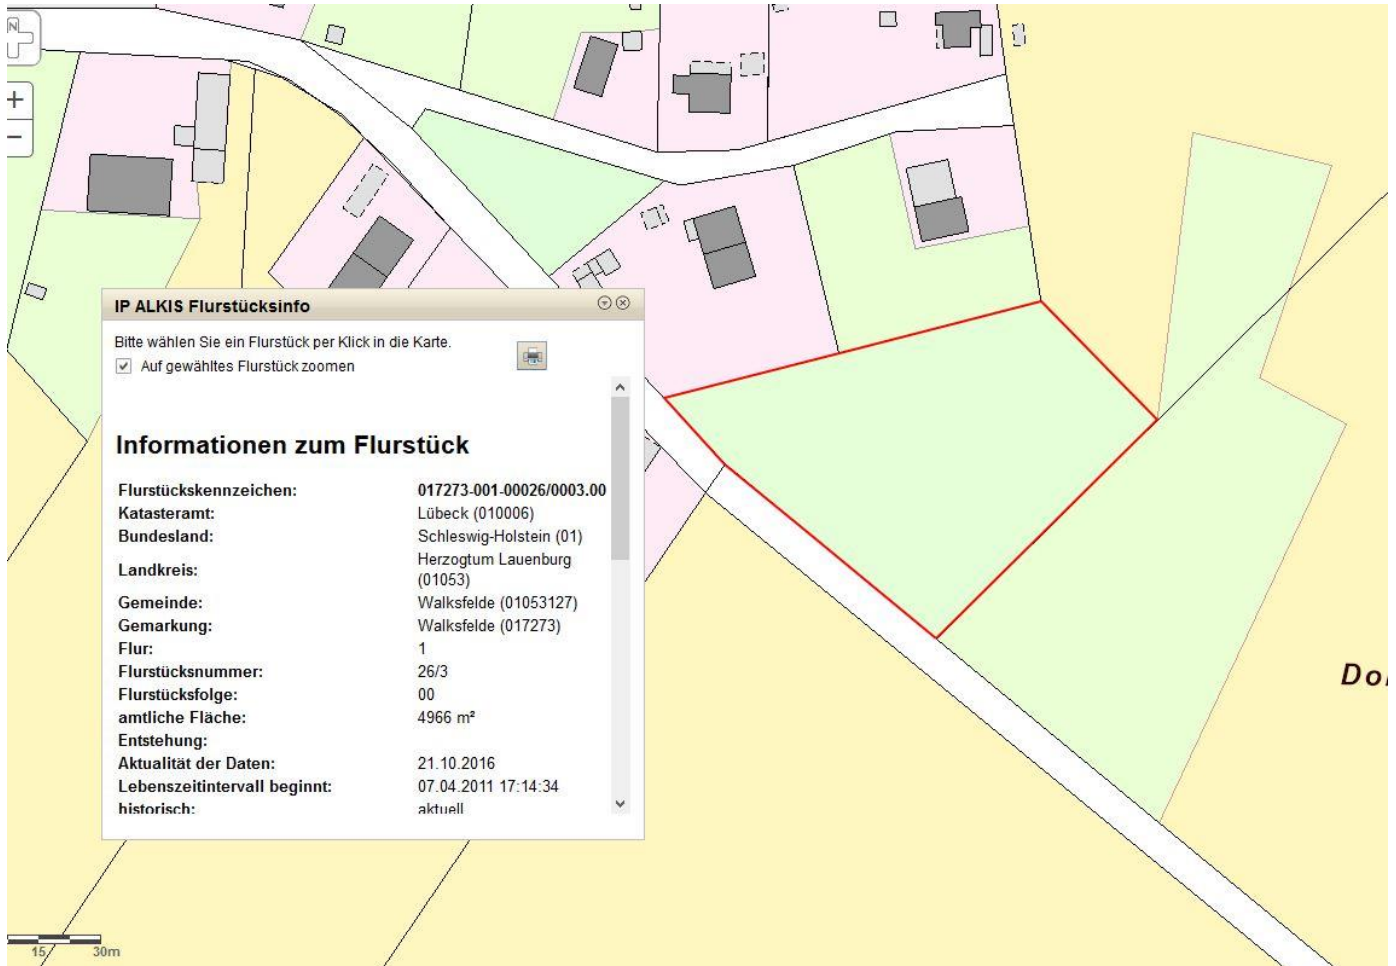 N
+
−
IP ALKIS Flurstücksinfo
Bitte wählen Sie ein Flurstück per Klick in die Karte.
Auf gewähltes Flurstück zoomen
Informationen zum Flurstück
Flurstückskennzeichen: 017273-001-00026/0003.00
Katasteramt: Lübeck (010006)
Bundesland: Schleswig-Holstein (01)
Landkreis: Herzogtum Lauenburg
(01053)
Gemeinde: Walksfelde (01053127)
Gemarkung: Walksfelde (017273)
Flur: 1
Flurstücksnummer: 26/3
Flurstücksfolge: 00
amtliche Fläche: 4966 m²
Entstehung:
Aktualität der Daten: 21.10.2016
Lebenszeitintervall beginnt: 07.04.2011 17:14:34
historisch: aktuell
15 30m